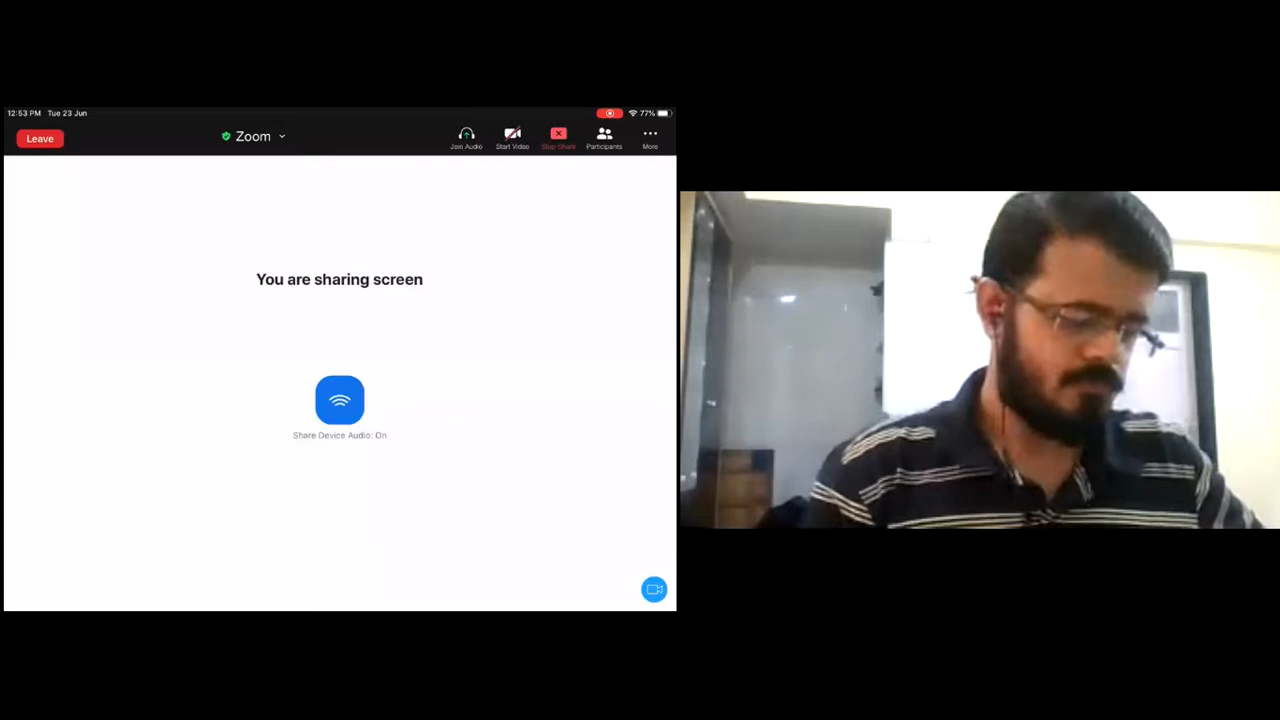 12:53 PM Tue 23 Jun
77%
Leave
Zoom
Join Audio
Start Video
Stop Share
Participants
More
You are sharing screen
Share Device Audio: On